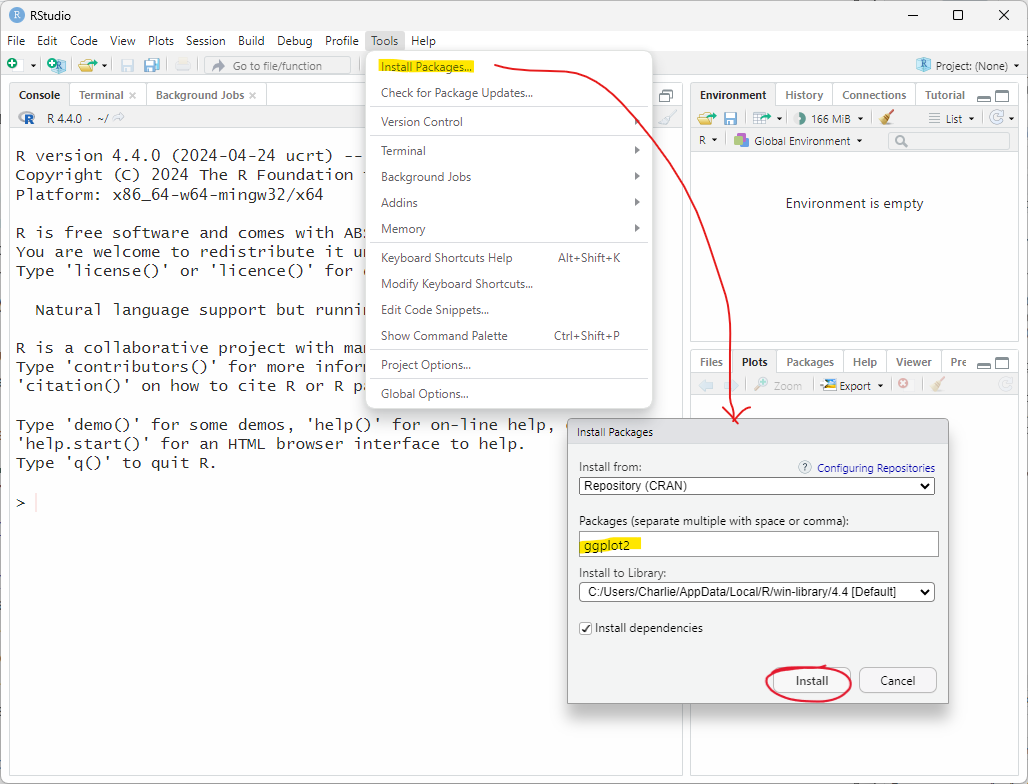 RStudio
File Edit Code View Plots Session Build Debug Profile Tools Help
Go to file/function
Project: (None)
Install Packages...
Check for Package Updates...
Version Control
Terminal
Background Jobs
Addins
Memory
Keyboard Shortcuts Help Alt+Shift+K
Modify Keyboard Shortcuts...
Edit Code Snippets...
Show Command Palette Ctrl+Shift+P
Project Options...
Global Options...
Console Terminal Background Jobs
R 4.4.0 · ~/
R version 4.4.0 (2024-04-24 ucrt) --
Copyright (C) 2024 The R Foundation
Platform: x86_64-w64-mingw32/x64
R is free software and comes with ABS
You are welcome to redistribute it un
Type 'license()' or 'licence()' for
Natural language support but runnin
R is a collaborative project with man
Type 'contributors()' for more inform
'citation()' on how to cite R or R pa
Type 'demo()' for some demos, 'help()' for on-line help,
'help.start()' for an HTML browser interface to help.
Type 'q()' to quit R.
>
Environment History Connections Tutorial
166 MiB List
R Global Environment
Environment is empty
Files Plots Packages Help Viewer Pre
Zoom Export
Install Packages
Install from: ? Configuring Repositories
Repository (CRAN)
Packages (separate multiple with space or comma):
ggplot2
Install to Library:
C:/Users/Charlie/AppData/Local/R/win-library/4.4 [Default]
Install dependencies
Install Cancel